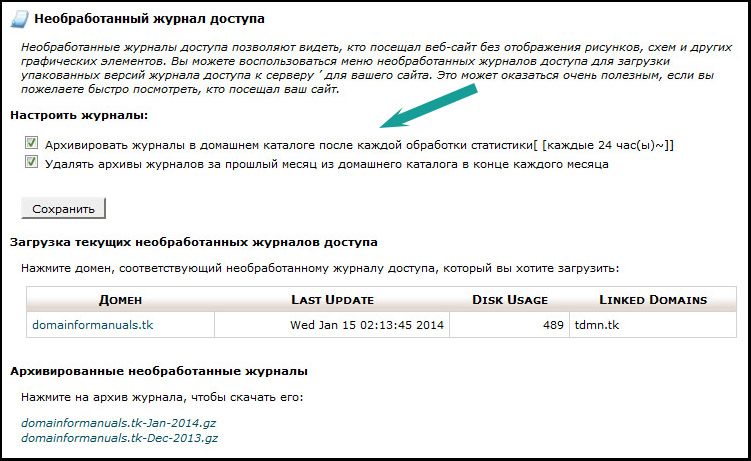 Необработанный журнал доступа
Необработанные журналы доступа позволяют видеть, кто посещал веб-сайт без отображения рисунков, схем и других
графических элементов. Вы можете воспользоваться меню необработанных журналов доступа для загрузки
упакованных версий журнала доступа к серверу ’ для вашего сайта. Это может оказаться очень полезным, если вы
пожелаете быстро посмотреть, кто посещал ваш сайт.
Настроить журналы:
Архивировать журналы в домашнем каталоге после каждой обработки статистики[ [каждые 24 час(ы)~]]
Удалять архивы журналов за прошлый месяц из домашнего каталога в конце каждого месяца
Сохранить
Загрузка текущих необработанных журналов доступа
Нажмите домен, соответствующий необработанному журналу доступа, который вы хотите загрузить:
Домен Last Update Disk Usage Linked Domains
domainformanuals.tk Wed Jan 15 02:13:45 2014 489 tdmn.tk
Архивированные необработанные журналы
Нажмите на архив журнала, чтобы скачать его:
domainformanuals.tk-Jan-2014.gz
domainformanuals.tk-Dec-2013.gz